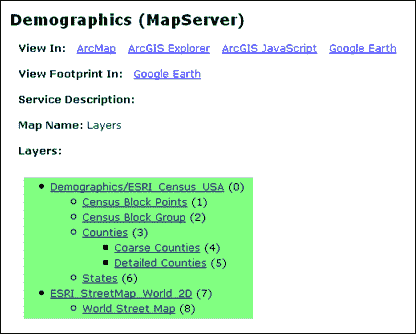 Demographics (MapServer)
View In: ArcMap ArcGIS Explorer ArcGIS JavaScript Google Earth
View Footprint In: Google Earth
Service Description:
Map Name: Layers
Layers:
Demographics/ESRI_Census_USA (0)
Census Block Points (1)
Census Block Group (2)
Counties (3)
Coarse Counties (4)
Detailed Counties (5)
States (6)
ESRI_StreetMap_World_2D (7)
World Street Map (8)